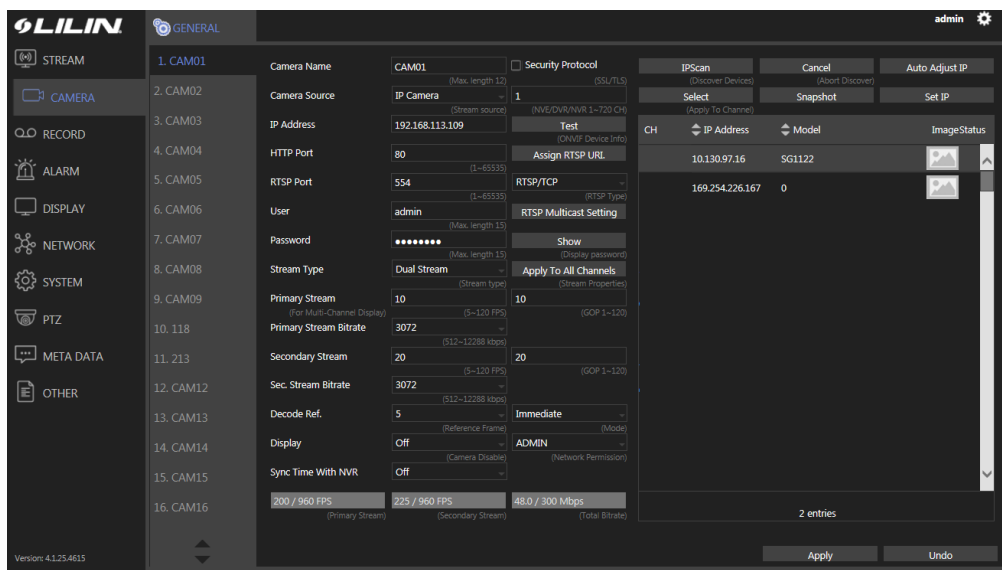 LILIN
GENERAL
admin
STREAM
CAMERA
RECORD
ALARM
DISPLAY
NETWORK
SYSTEM
PTZ
META DATA
OTHER
Version: 4.1.25.4615
1. CAM01
2. CAM02
3. CAM03
4. CAM04
5. CAM05
6. CAM06
7. CAM07
8. CAM08
9. CAM09
10. 118
11. 213
12. CAM12
13. CAM13
14. CAM14
15. CAM15
16. CAM16
Camera Name CAM01 Security Protocol
(Max. length 12) (SSL/TLS)
Camera Source IP Camera 1
(Stream source) (NVE/DVR/NVR 1~720 CH)
IP Address 192.168.113.109 Test
(ONVIF Device Info)
HTTP Port 80 Assign RTSP URL
(1~65535)
RTSP Port 554 RTSP/TCP
(1~65535) (RTSP Type)
User admin RTSP Multicast Setting
(Max. length 15)
Password ●●●●●●●● Show
(Max. length 15) (Display password)
Stream Type Dual Stream Apply To All Channels
(Stream type) (Stream Properties)
Primary Stream 10 10
(For Multi-Channel Display) (5~120 FPS) (GOP 1~120)
Primary Stream Bitrate 3072
(512~12288 kbps)
Secondary Stream 20 20
(5~120 FPS) (GOP 1~120)
Sec. Stream Bitrate 3072
(512~12288 kbps)
Decode Ref. 5 Immediate
(Reference Frame) (Mode)
Display Off ADMIN
(Camera Disable) (Network Permission)
Sync Time With NVR Off
200 / 960 FPS 225 / 960 FPS 48.0 / 300 Mbps
(Primary Stream) (Secondary Stream) (Total Bitrate)
IPScan Cancel Auto Adjust IP
(Discover Devices) (Abort Discover)
Select Snapshot Set IP
(Apply To Channel)
CH IP Address Model ImageStatus
10.130.97.16 SG1122
169.254.226.167 0
2 entries
Apply Undo